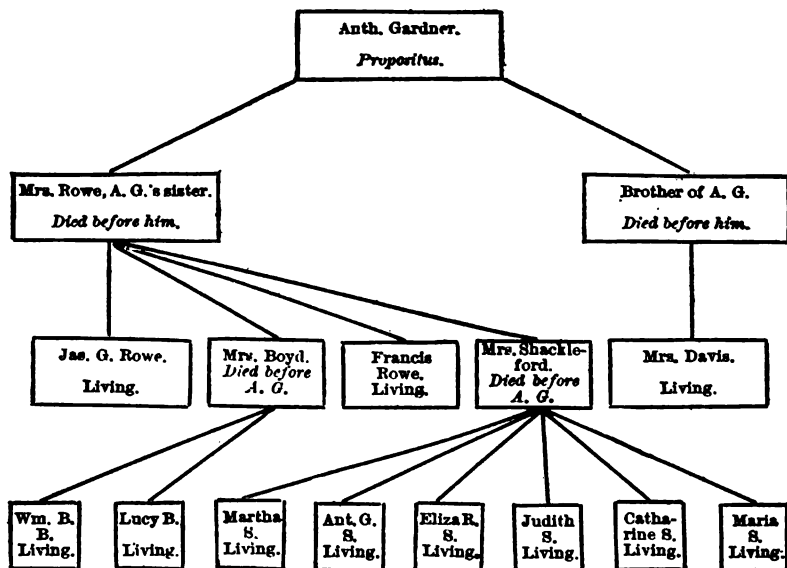 Anth. Gardner.
Propositus.
Mrs. Rowe, A. G.'s sister.
Died before him.
Brother of A. G.
Died before him.
Jas. G. Rowe.
Living.
Mrs. Boyd.
Died before
A. G.
Francis
Rowe.
Living.
Mrs. Shackle-
ford.
Died before
A. G.
Mrs. Davis.
Living.
Wm. B.
B.
Living.
Lucy B.
Living.
Martha
S.
Living.
Ant. G.
S.
Living.
Eliza R.
S.
Living.
Judith
S.
Living.
Catha-
rine S.
Living.
Maria
S.
Living.